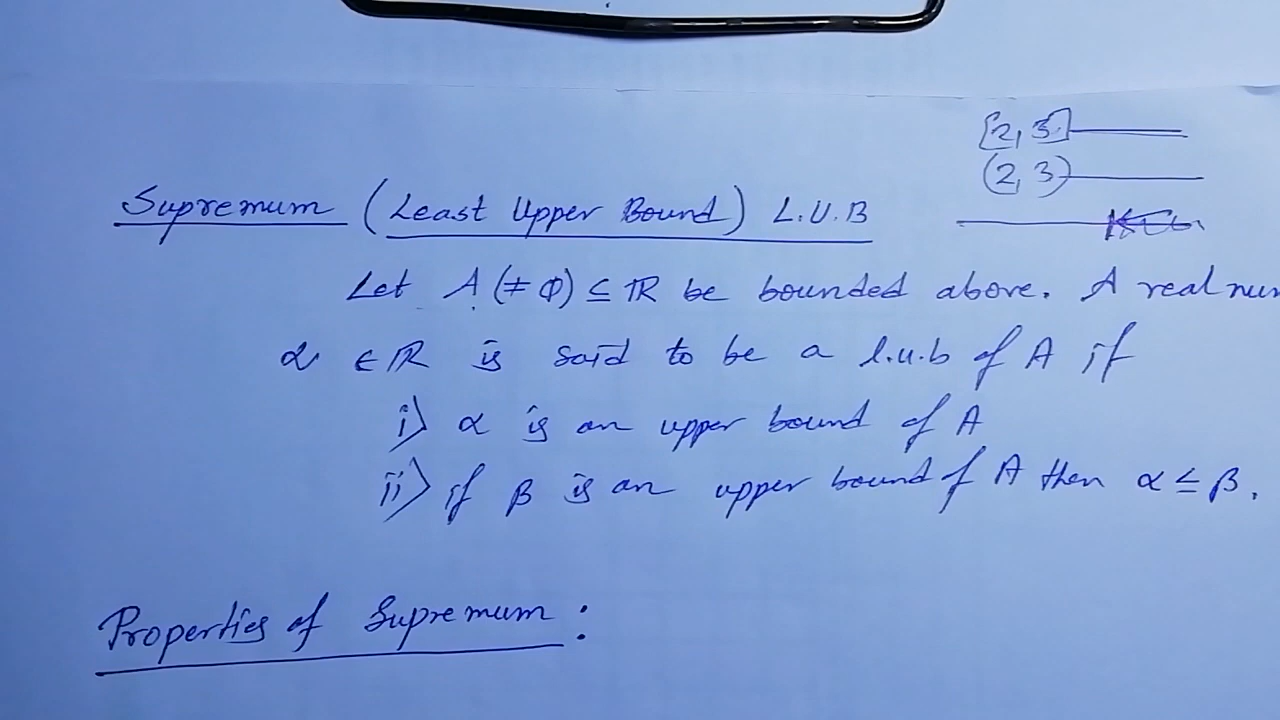 [2, 3]
(2, 3)
Supremum (Least Upper Bound) L.U.B
Let A (≠ Φ) ⊆ ℝ be bounded above. A real
α ∈ ℝ is said to be a l.u.b of A if
i) α is an upper bound of A
ii) if β is an upper bound of A then α ≤ β.
Properties of Supremum :